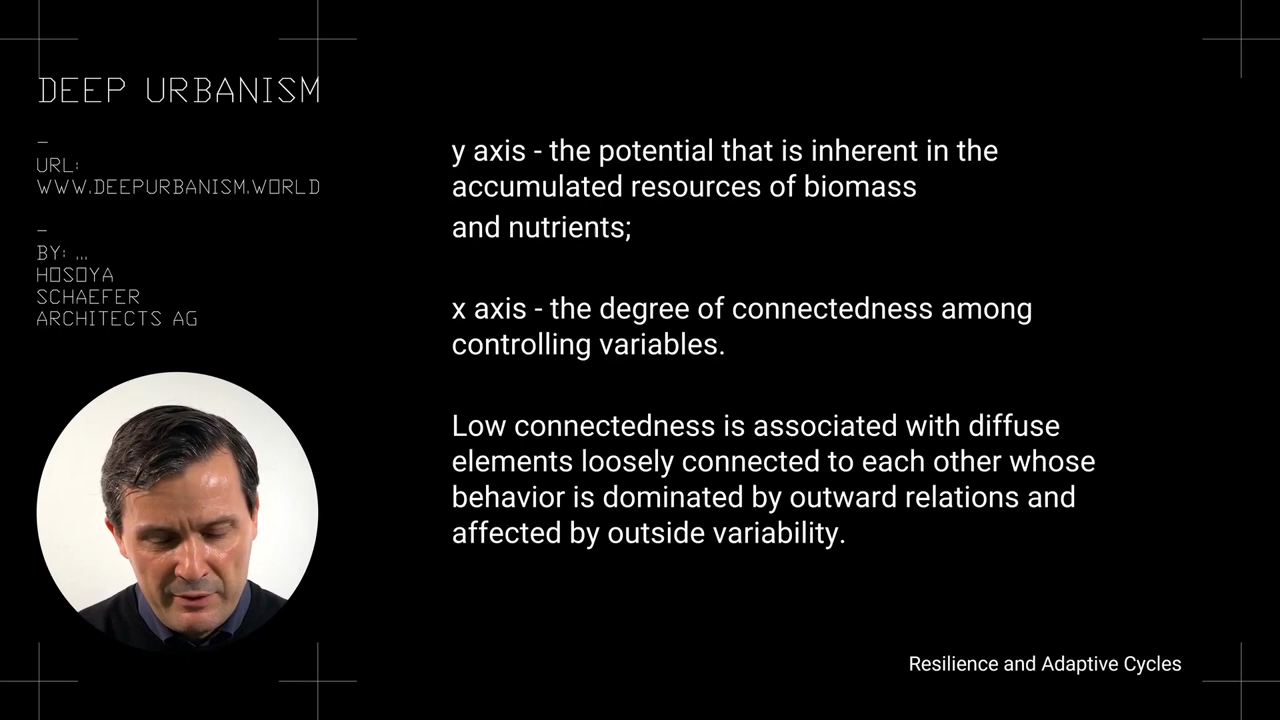 DEEP URBANISM
–
URL:
WWW.DEEPURBANISM.WORLD
–
BY: ...
HOSOYA
SCHAEFER
ARCHITECTS AG
y axis - the potential that is inherent in the
accumulated resources of biomass
and nutrients;
x axis - the degree of connectedness among
controlling variables.
Low connectedness is associated with diffuse
elements loosely connected to each other whose
behavior is dominated by outward relations and
affected by outside variability.
Resilience and Adaptive Cycles